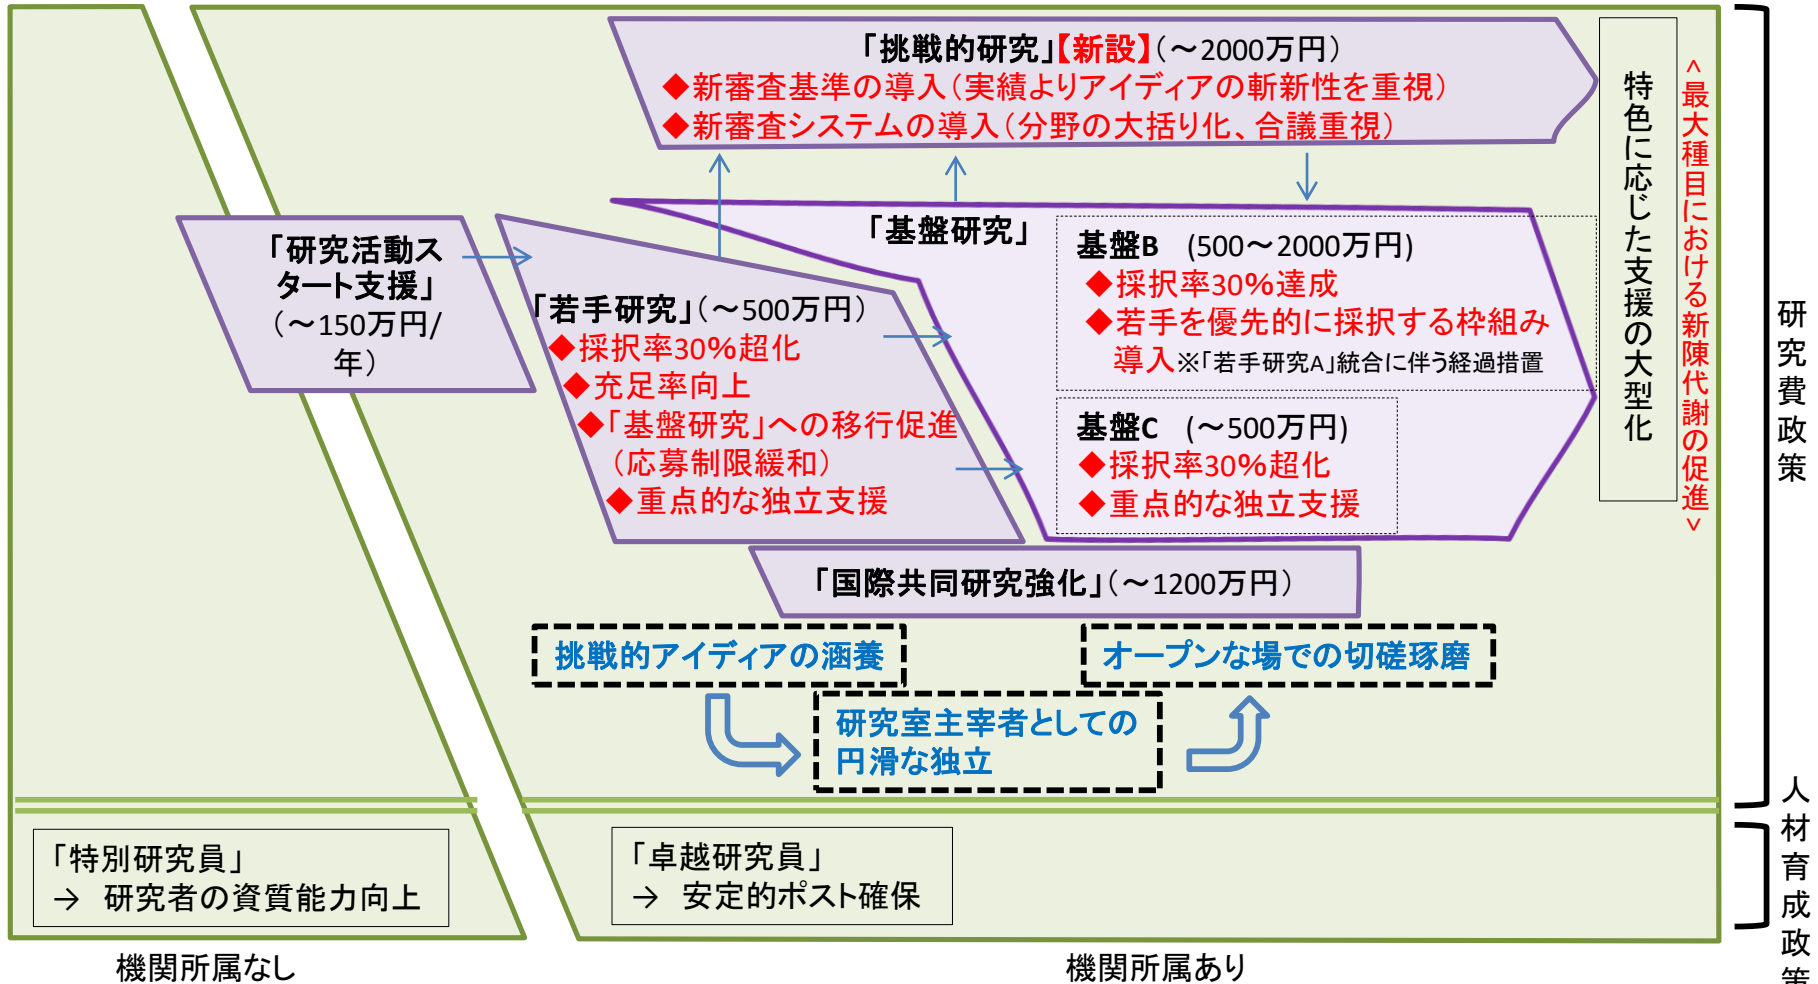 「挑戦的研究」【新設】（～2000万円）
◆新審査基準の導入（実績よりアイディアの斬新性を重視）
◆新審査システムの導入（分野の大括り化、合議重視）
特色に応じた支援の大型化
<最大種目における新陳代謝の促進>
研究費政策
「研究活動ス
タート支援」
（～150万円/
年）
「若手研究」（～500万円）
◆採択率30％超化
◆充足率向上
◆「基盤研究」への移行促進
（応募制限緩和）
◆重点的な独立支援
「基盤研究」
基盤B (500～2000万円)
◆採択率30％達成
◆若手を優先的に採択する枠組み
導入※「若手研究A」統合に伴う経過措置
基盤C (～500万円)
◆採択率30％超化
◆重点的な独立支援
「国際共同研究強化」（～1200万円）
挑戦的アイディアの涵養
オープンな場での切磋琢磨
研究室主宰者としての
円滑な独立
「特別研究員」
→ 研究者の資質能力向上
「卓越研究員」
→ 安定的ポスト確保
人材育成政策
機関所属なし
機関所属あり